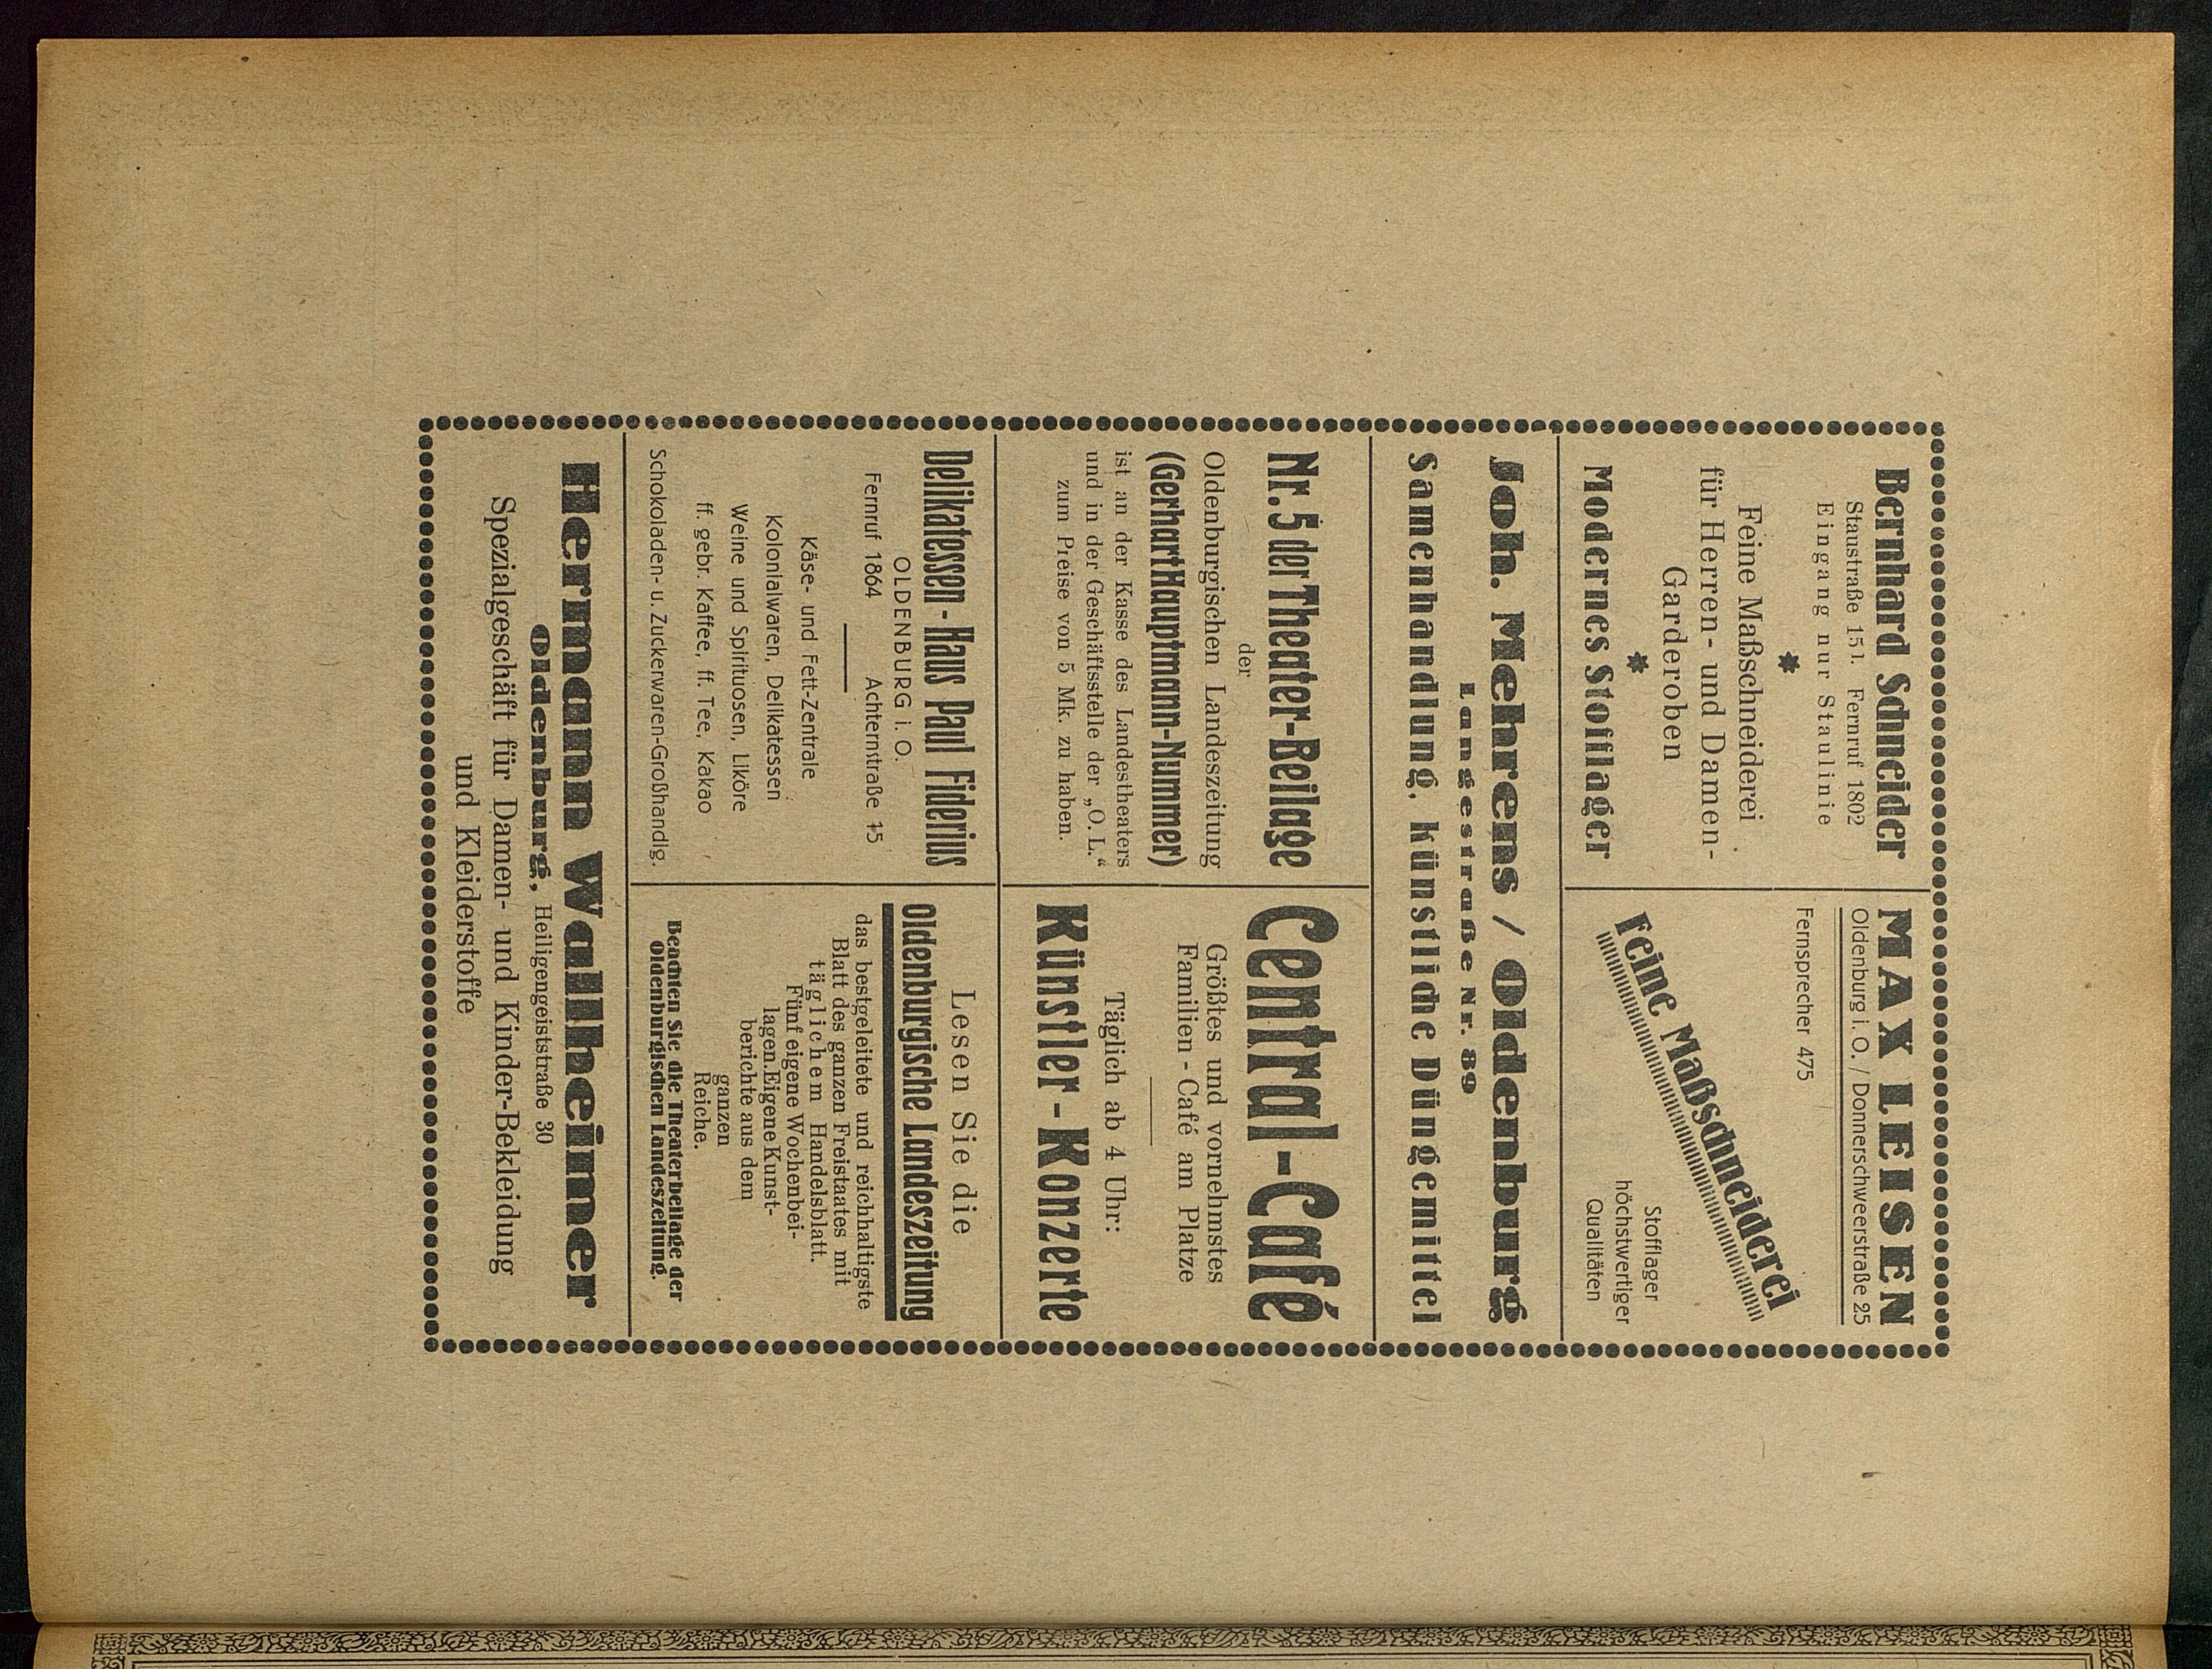 Bernhard Schneider
Staustraße 15 I. Fernruf 1802
Eingang nur Staulinie
Feine Maßschneiderei
für Herren- und Damen-
Garderoben
Modernes Stofflager
MAX LEISEN
Oldenburg i. O. / Donnerschweerstraße 25
Fernsprecher 475
Feine Maßschneiderei
Stofflager
höchstwertiger
Qualitäten
Joh. Mehrens / Oldenburg
Langestraße Nr. 89
Samenhandlung, künstliche Düngemittel
Nr. 5 der Theater-Beilage
der
Oldenburgischen Landeszeitung
(Gerhart Hauptmann-Nummer)
ist an der Kasse des Landestheaters
und in der Geschäftsstelle der „O. L.“
zum Preise von 5 Mk. zu haben.
Central-Café
Größtes und vornehmstes
Familien-Café am Platze
Täglich ab 4 Uhr:
Künstler-Konzerte
Delikatessen-Haus Paul Fiderius
OLDENBURG i. O.
Fernruf 1864 Achternstraße 15
Käse- und Fett-Zentrale
Kolonialwaren, Delikatessen
Weine und Spirituosen, Liköre
ff. gebr. Kaffee, ff. Tee, Kakao
Schokoladen- u. Zuckerwaren-Großhandlg.
Lesen Sie die
Oldenburgische Landeszeitung
das bestgeleitete und reichhaltigste
Blatt des ganzen Freistaates mit
täglichem Handelsblatt.
Fünf eigene Wochenbei-
lagen. Eigene Kunst-
berichte aus dem
ganzen
Reiche.
Beachten Sie die Theaterbeilage der
Oldenburgischen Landeszeitung.
Hermann Wallheimer
Oldenburg, Heiligengeiststraße 30
Spezialgeschäft für Damen- und Kinder-Bekleidung
und Kleiderstoffe